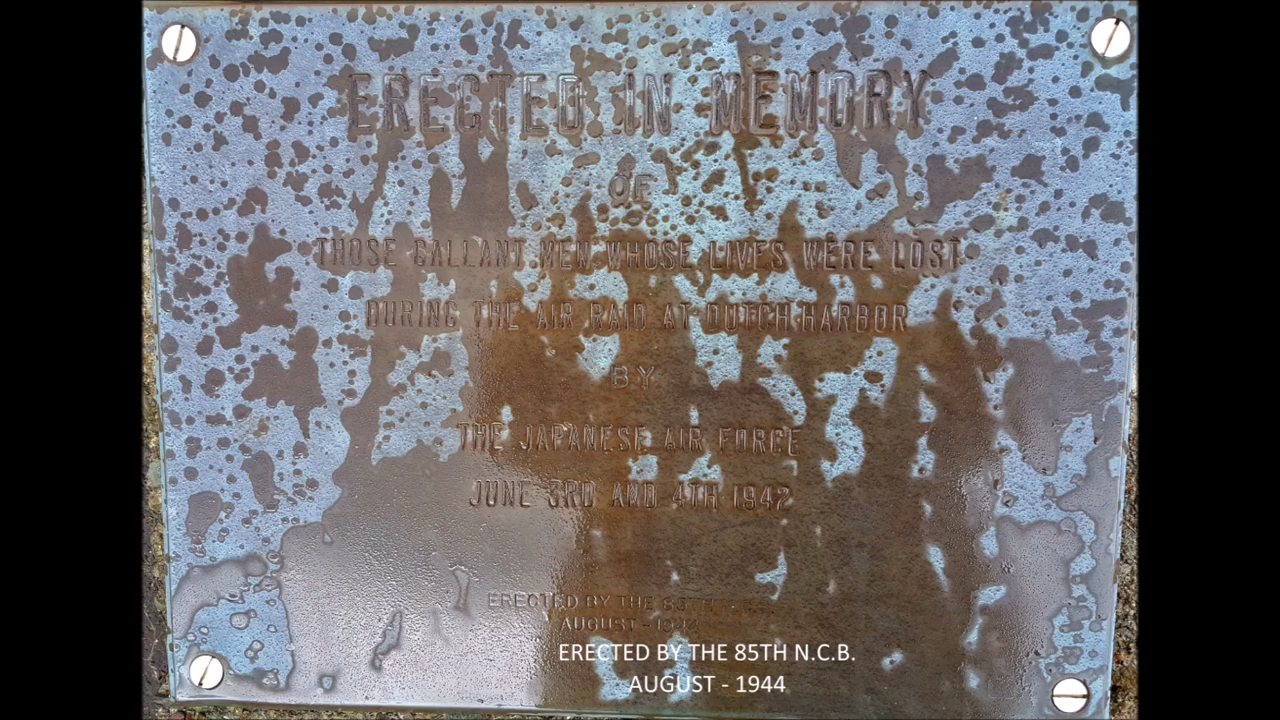 ERECTED IN MEMORY
OF
THOSE GALLANT MEN WHOSE LIVES WERE LOST
DURING THE AIR RAID AT DUTCH HARBOR
BY
THE JAPANESE AIR FORCE
JUNE 3RD AND 4TH 1942
ERECTED BY THE 85TH
AUGUST -
ERECTED BY THE 85TH N.C.B.
AUGUST - 1944